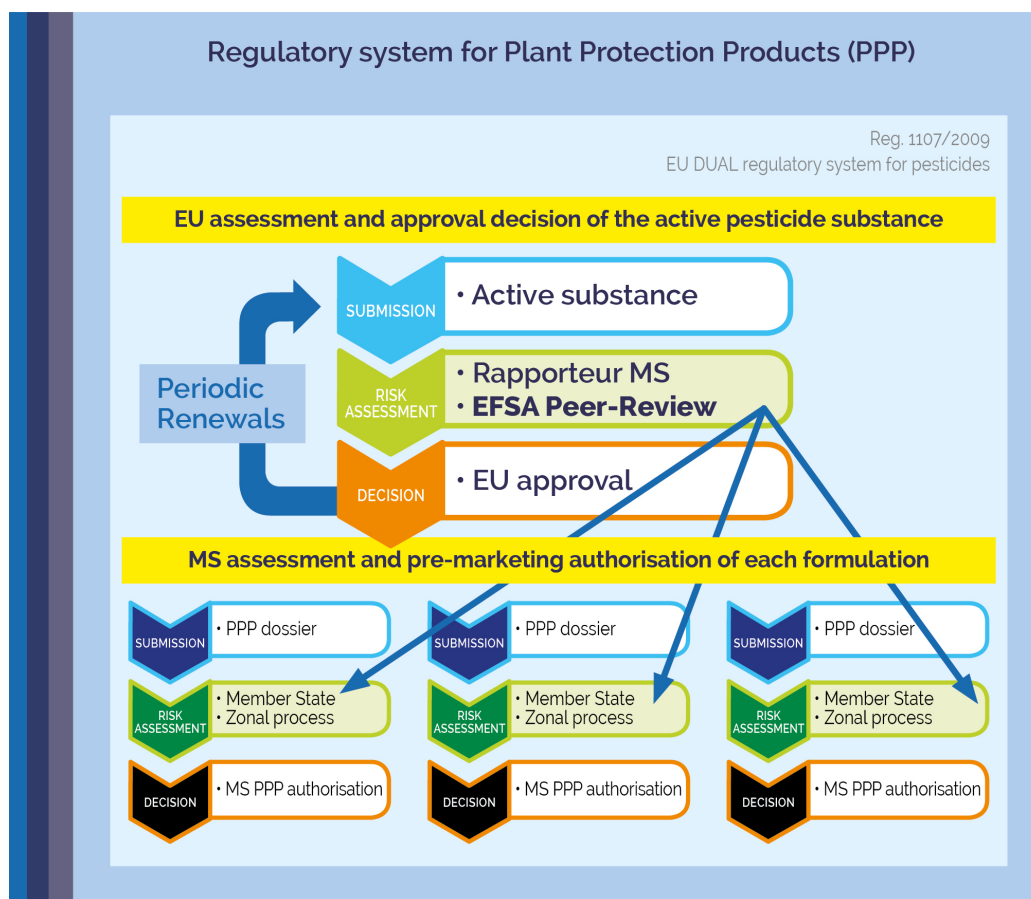 Regulatory system for Plant Protection Products (PPP)
Reg. 1107/2009
EU DUAL regulatory system for pesticides
EU assessment and approval decision of the active pesticide substance
SUBMISSION
• Active substance
Periodic
Renewals
RISK
ASSESSMENT
• Rapporteur MS
• EFSA Peer-Review
DECISION
• EU approval
MS assessment and pre-marketing authorisation of each formulation
SUBMISSION
• PPP dossier
RISK
ASSESSMENT
• Member State
• Zonal process
DECISION
• MS PPP authorisation
SUBMISSION
• PPP dossier
RISK
ASSESSMENT
• Member State
• Zonal process
DECISION
• MS PPP authorisation
SUBMISSION
• PPP dossier
RISK
ASSESSMENT
• Member State
• Zonal process
DECISION
• MS PPP authorisation